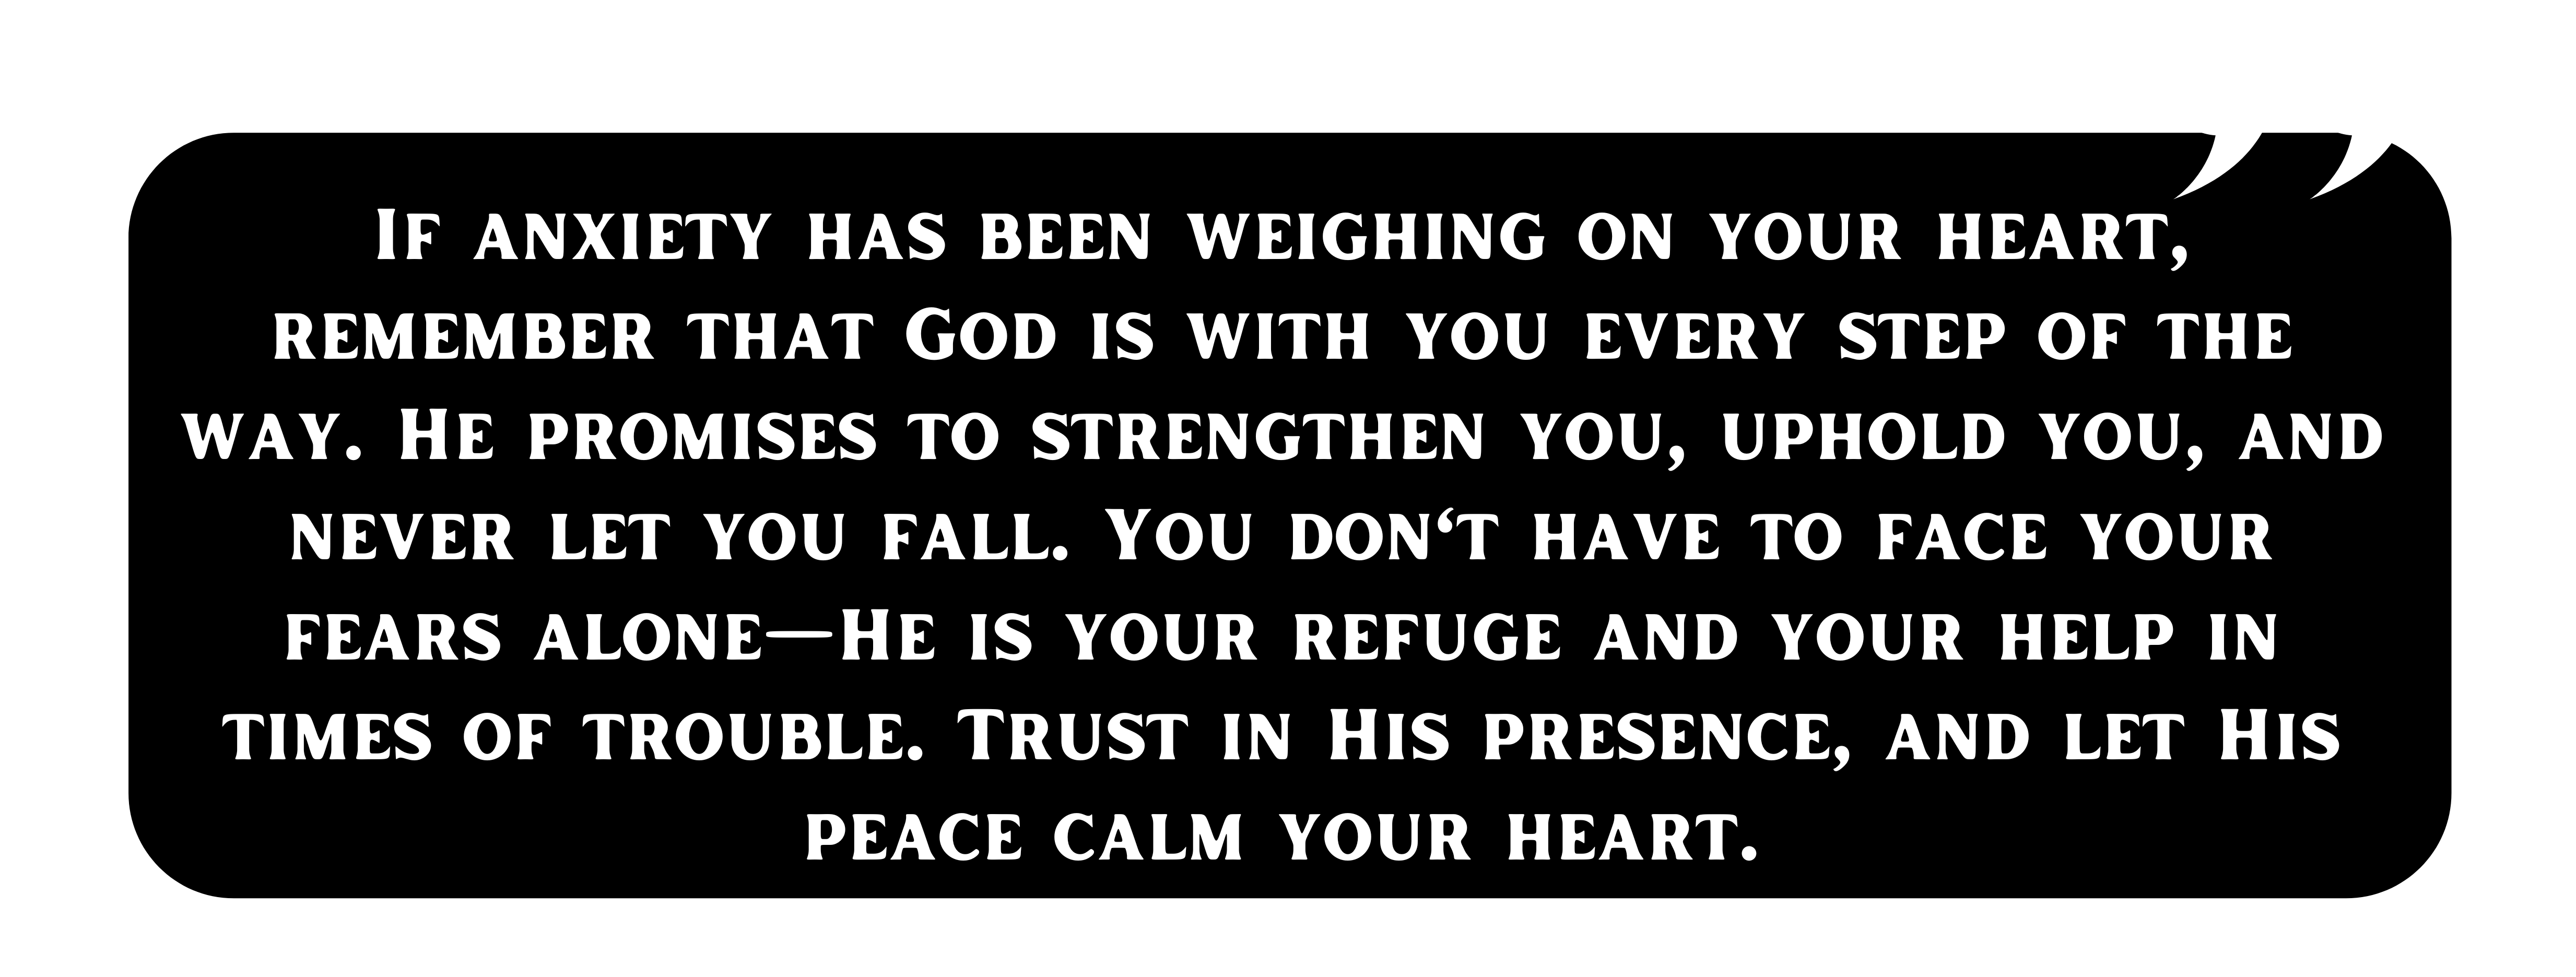 If anxiety has been weighing on your heart,
remember that God is with you every step of the
way. He promises to strengthen you, uphold you, and
never let you fall. You don‘t have to face your
fears alone—He is your refuge and your help in
times of trouble. Trust in His presence, and let His
peace calm your heart.